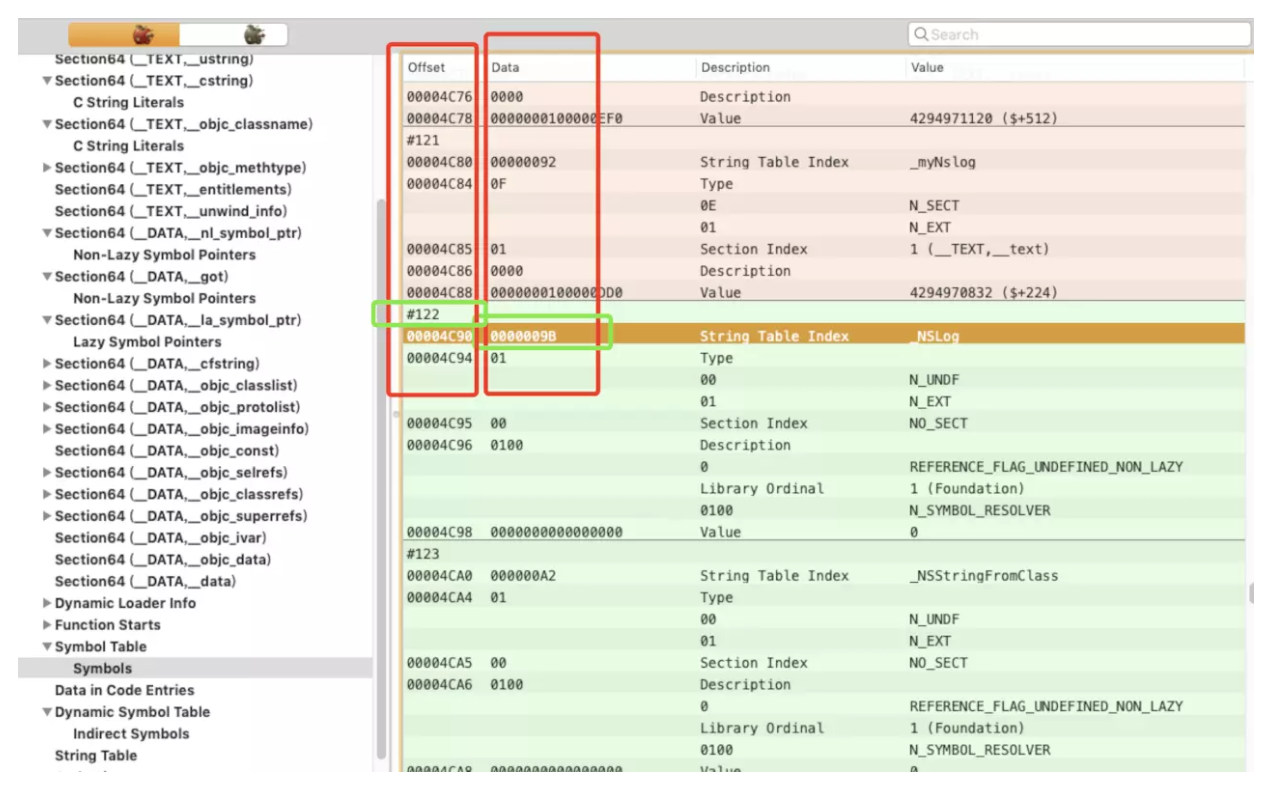 Search
Section64 (__TEXT,__ustring)
Section64 (__TEXT,__cstring)
C String Literals
Section64 (__TEXT,__objc_classname)
C String Literals
Section64 (__TEXT,__objc_methtype)
Section64 (__TEXT,__entitlements)
Section64 (__TEXT,__unwind_info)
Section64 (__DATA,__nl_symbol_ptr)
Non-Lazy Symbol Pointers
Section64 (__DATA,__got)
Non-Lazy Symbol Pointers
Section64 (__DATA,__la_symbol_ptr)
Lazy Symbol Pointers
Section64 (__DATA,__cfstring)
Section64 (__DATA,__objc_classlist)
Section64 (__DATA,__objc_protolist)
Section64 (__DATA,__objc_imageinfo)
Section64 (__DATA,__objc_const)
Section64 (__DATA,__objc_selrefs)
Section64 (__DATA,__objc_classrefs)
Section64 (__DATA,__objc_superrefs)
Section64 (__DATA,__objc_ivar)
Section64 (__DATA,__objc_data)
Section64 (__DATA,__data)
Dynamic Loader Info
Function Starts
Symbol Table
Symbols
Data in Code Entries
Dynamic Symbol Table
Indirect Symbols
String Table
Offset Data Description Value
00004C76 0000 Description
00004C78 0000000100000EF0 Value 4294971120 ($+512)
#121
00004C80 00000092 String Table Index _myNslog
00004C84 0F Type
0E N_SECT
01 N_EXT
00004C85 01 Section Index 1 (__TEXT,__text)
00004C86 0000 Description
00004C88 0000000100000DD0 Value 4294970832 ($+224)
#122
00004C90 0000009B String Table Index _NSLog
00004C94 01 Type
00 N_UNDF
01 N_EXT
00004C95 00 Section Index NO_SECT
00004C96 0100 Description
0 REFERENCE_FLAG_UNDEFINED_NON_LAZY
Library Ordinal 1 (Foundation)
0100 N_SYMBOL_RESOLVER
00004C98 0000000000000000 Value 0
#123
00004CA0 000000A2 String Table Index _NSStringFromClass
00004CA4 01 Type
00 N_UNDF
01 N_EXT
00004CA5 00 Section Index NO_SECT
00004CA6 0100 Description
0 REFERENCE_FLAG_UNDEFINED_NON_LAZY
Library Ordinal 1 (Foundation)
0100 N_SYMBOL_RESOLVER
00004CA8 0000000000000000 Value 0